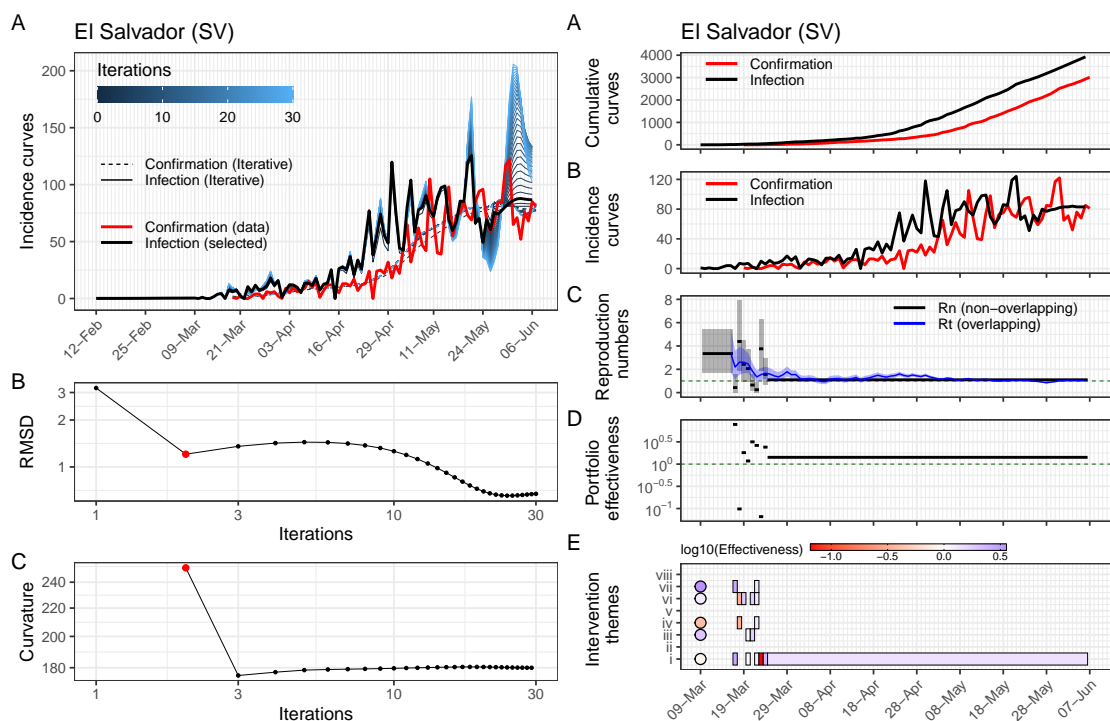 A
El Salvador (SV)
Incidence curves
200
150
100
50
0
Iterations
0 10 20 30
Confirmation (Iterative)
Infection (Iterative)
Confirmation (data)
Infection (selected)
12−Feb 25−Feb 09−Mar 21−Mar 03−Apr 16−Apr 29−Apr 11−May 24−May 06−Jun
B
RMSD
3
2
1
1 3 10 30
Iterations
C
Curvature
240
210
180
1 3 10 30
Iterations
A
El Salvador (SV)
Cumulative
curves
4000
3000
2000
1000
0
Confirmation
Infection
B
Incidence
curves
120
80
40
0
Confirmation
Infection
C
Reproduction
numbers
8
6
4
2
0
Rn (non−overlapping)
Rt (overlapping)
D
Portfolio
effectiveness
10^0.5
10^0
10^−0.5
10^−1
E
log10(Effectiveness)
−1.0 −0.5 0.0 0.5
Intervention
themes
viii
vii
vi
v
iv
iii
ii
i
09−Mar 19−Mar 29−Mar 08−Apr 18−Apr 28−Apr 08−May 18−May 28−May 07−Jun